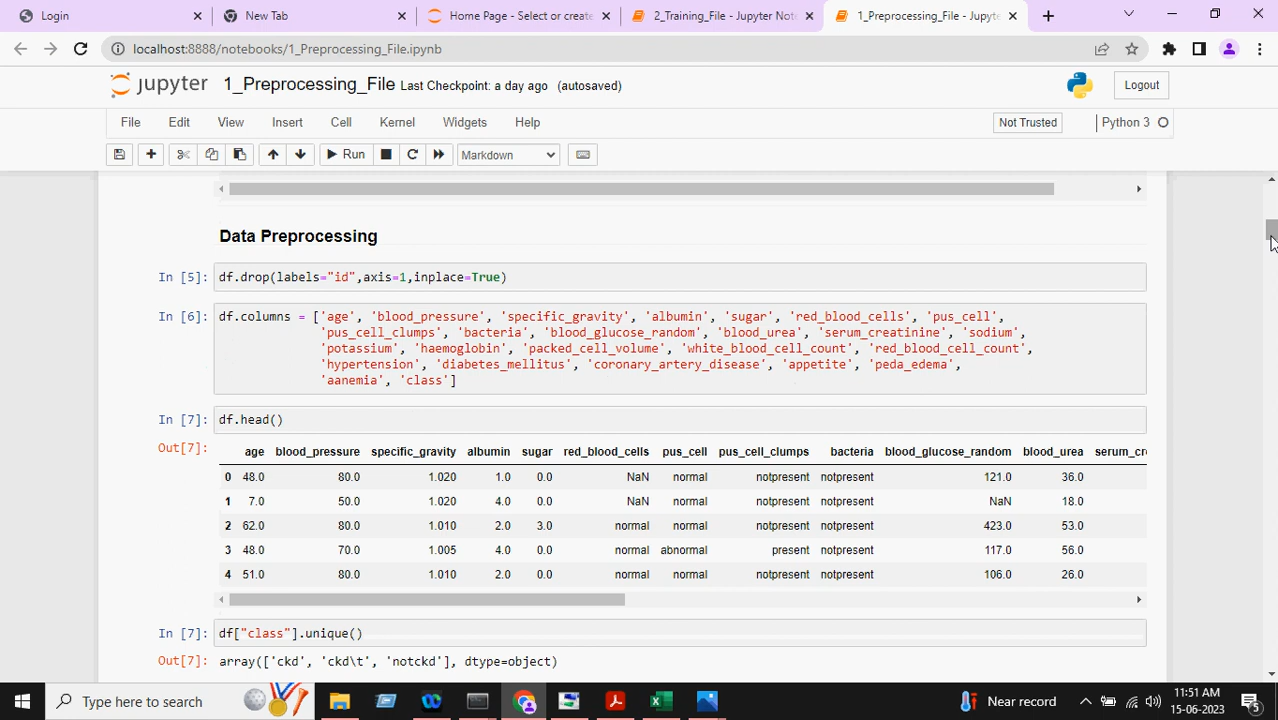 Login
New Tab
Home Page - Select or create
2_Training_File - Jupyter Not
1_Preprocessing_File - Jupyte
localhost:8888/notebooks/1_Preprocessing_File.ipynb
jupyter 1_Preprocessing_File Last Checkpoint: a day ago (autosaved)
Logout
File Edit View Insert Cell Kernel Widgets Help
Not Trusted Python 3
Run Markdown
Data Preprocessing
In [5]: df.drop(labels="id",axis=1,inplace=True)
In [6]: df.columns = ['age', 'blood_pressure', 'specific_gravity', 'albumin', 'sugar', 'red_blood_cells', 'pus_cell',
'pus_cell_clumps', 'bacteria', 'blood_glucose_random', 'blood_urea', 'serum_creatinine', 'sodium',
'potassium', 'haemoglobin', 'packed_cell_volume', 'white_blood_cell_count', 'red_blood_cell_count',
'hypertension', 'diabetes_mellitus', 'coronary_artery_disease', 'appetite', 'peda_edema',
'aanemia', 'class']
In [7]: df.head()
Out[7]:
age blood_pressure specific_gravity albumin sugar red_blood_cells pus_cell pus_cell_clumps bacteria blood_glucose_random blood_urea serum_cr
0 48.0 80.0 1.020 1.0 0.0 NaN normal notpresent notpresent 121.0 36.0
1 7.0 50.0 1.020 4.0 0.0 NaN normal notpresent notpresent NaN 18.0
2 62.0 80.0 1.010 2.0 3.0 normal normal notpresent notpresent 423.0 53.0
3 48.0 70.0 1.005 4.0 0.0 normal abnormal present notpresent 117.0 56.0
4 51.0 80.0 1.010 2.0 0.0 normal normal notpresent notpresent 106.0 26.0
In [7]: df["class"].unique()
Out[7]: array(['ckd', 'ckd\t', 'notckd'], dtype=object)
Type here to search
Near record
11:51 AM
15-06-2023
5